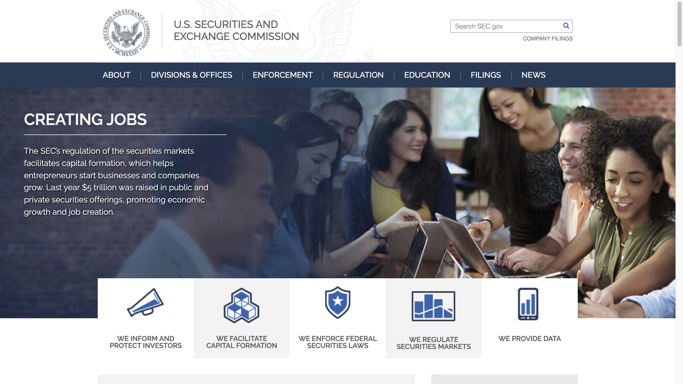 U.S. SECURITIES AND
EXCHANGE COMMISSION
Search SEC.gov
COMPANY FILINGS
ABOUT
DIVISIONS & OFFICES
ENFORCEMENT
REGULATION
EDUCATION
FILINGS
NEWS
CREATING JOBS
The SEC's regulation of the securities markets
facilitates capital formation, which helps
entrepreneurs start businesses and companies
grow. Last year $5 trillion was raised in public and
private securities offerings, promoting economic
growth and job creation.
WE INFORM AND
PROTECT INVESTORS
WE FACILITATE
CAPITAL FORMATION
WE ENFORCE FEDERAL
SECURITIES LAWS
WE REGULATE
SECURITIES MARKETS
WE PROVIDE DATA